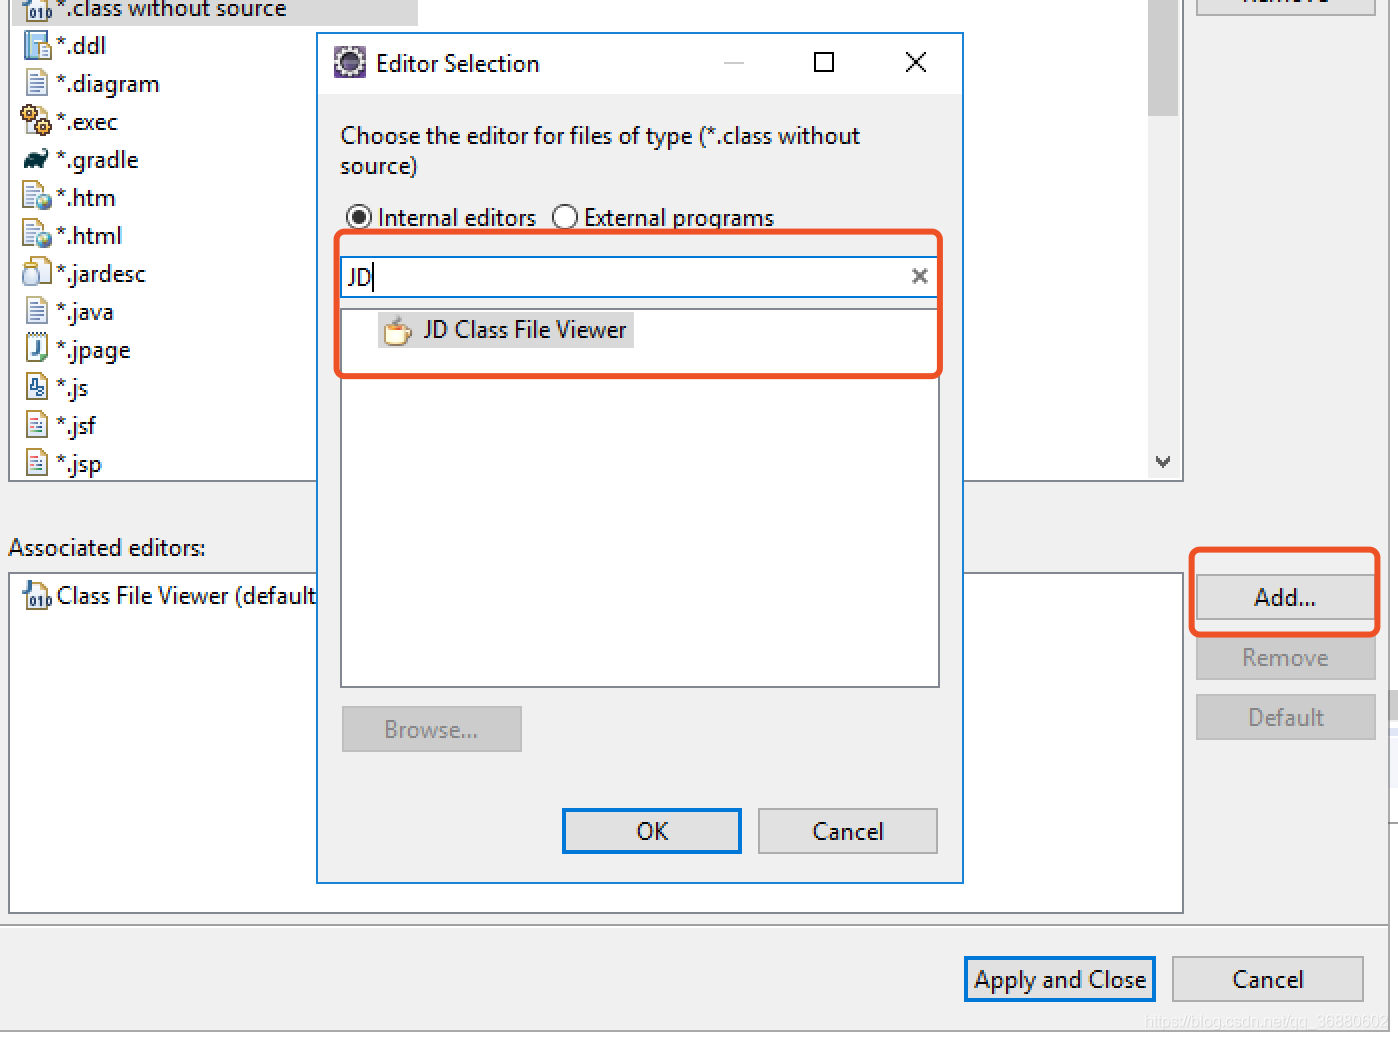 *.class without source
*.ddl
*.diagram
*.exec
*.gradle
*.htm
*.html
*.jardesc
*.java
*.jpage
*.js
*.jsf
*.jsp
Associated editors:
Class File Viewer (default
Editor Selection
Choose the editor for files of type (*.class without
source)
Internal editors
External programs
JD
JD Class File Viewer
Browse...
OK
Cancel
Remove
Add...
Remove
Default
Apply and Close
Cancel
https://blog.csdn.net/qq_36880602